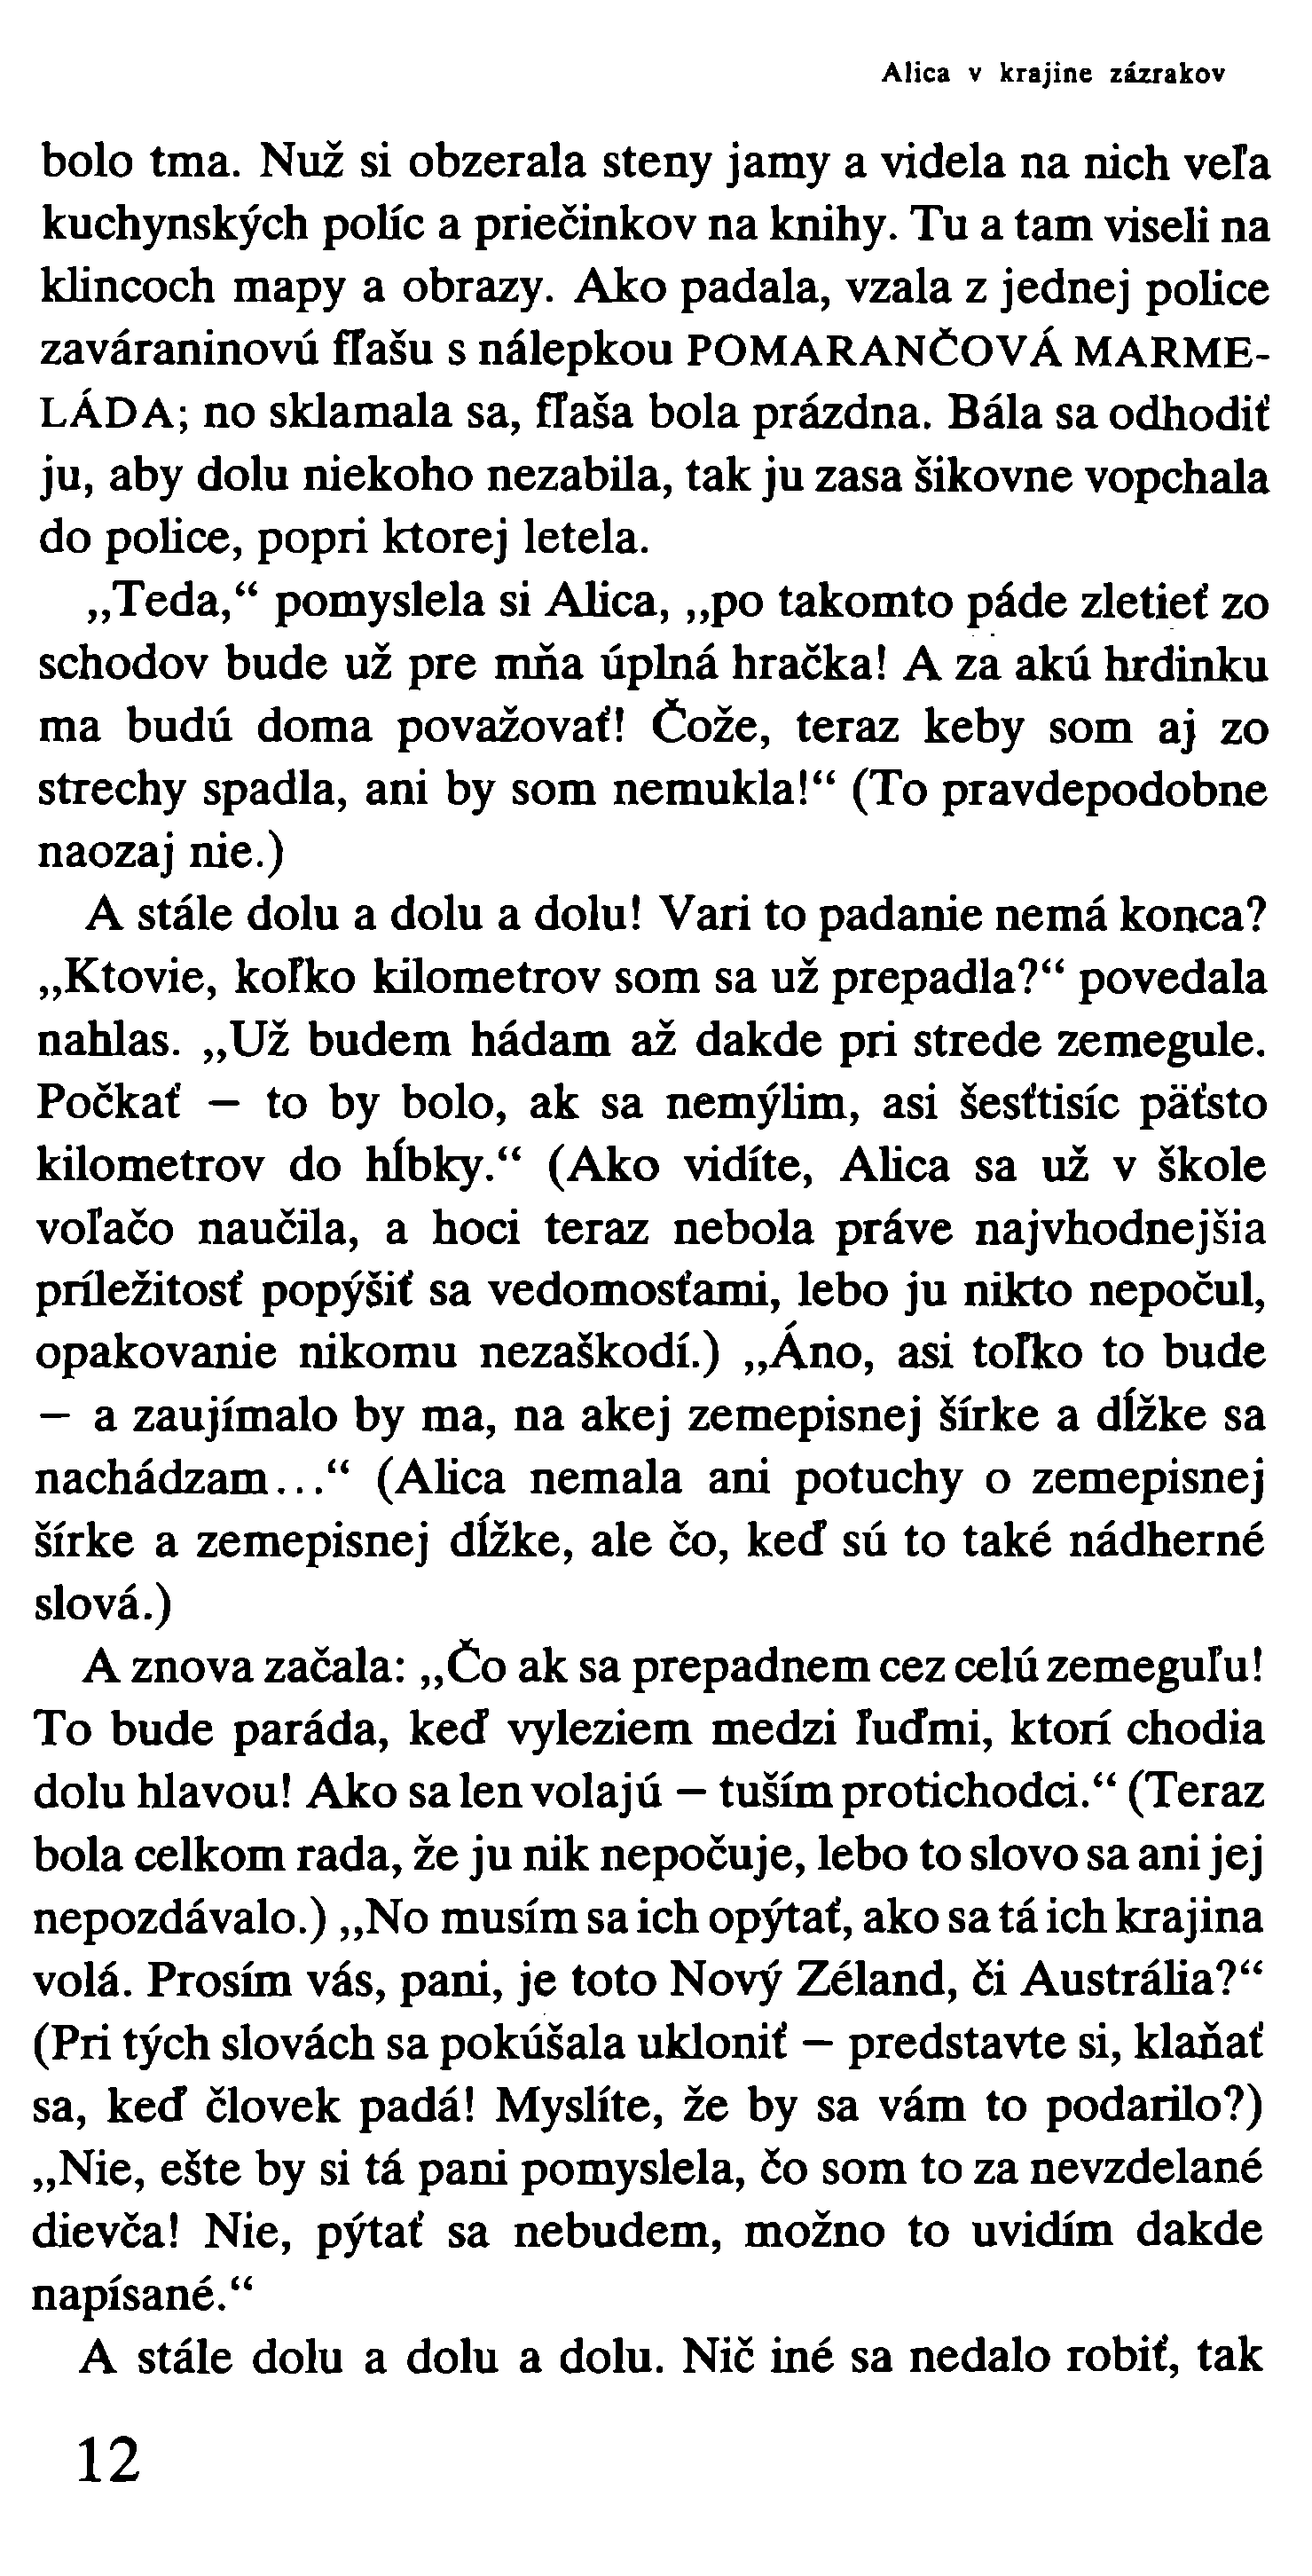 Alica v krajine zázrakov
bolo tma. Nuž si obzerala steny jamy a videla na nich veľa
kuchynských políc a priečinkov na knihy. Tu a tam viseli na
klincoch mapy a obrazy. Ako padala, vzala z jednej police
zaváraninovú fľašu s nálepkou POMARANČOVÁ MARME-
LÁDA; no sklamala sa, fľaša bola prázdna. Bála sa odhodiť
ju, aby dolu niekoho nezabila, tak ju zasa šikovne vopchala
do police, popri ktorej letela.
„Teda,“ pomyslela si Alica, „po takomto páde zletieť zo
schodov bude už pre mňa úplná hračka! A za akú hrdinku
ma budú doma považovať! Čože, teraz keby som aj zo
strechy spadla, ani by som nemukla!“ (To pravdepodobne
naozaj nie.)
A stále dolu a dolu a dolu! Vari to padanie nemá konca?
„Ktovie, koľko kilometrov som sa už prepadla?“ povedala
nahlas. „Už budem hádam až dakde pri strede zemegule.
Počkať — to by bolo, ak sa nemýlim, asi šesťtisíc päťsto
kilometrov do hĺbky.“ (Ako vidíte, Alica sa už v škole
voľačo naučila, a hoci teraz nebola práve najvhodnejšia
príležitosť popýšiť sa vedomosťami, lebo ju nikto nepočul,
opakovanie nikomu nezaškodí.) „Áno, asi toľko to bude
— a zaujímalo by ma, na akej zemepisnej šírke a dĺžke sa
nachádzam...“ (Alica nemala ani potuchy o zemepisnej
šírke a zemepisnej dĺžke, ale čo, keď sú to také nádherné
slová.)
A znova začala: „Čo ak sa prepadnem cez celú zemeguľu!
To bude paráda, keď vyleziem medzi ľuďmi, ktorí chodia
dolu hlavou! Ako sa len volajú — tuším protichodci.“ (Teraz
bola celkom rada, že ju nik nepočuje, lebo to slovo sa ani jej
nepozdávalo.) „No musím sa ich opýtať, ako sa tá ich krajina
volá. Prosím vás, pani, je toto Nový Zéland, či Austrália?“
(Pri tých slovách sa pokúšala ukloniť — predstavte si, klaňať
sa, keď človek padá! Myslíte, že by sa vám to podarilo?)
„Nie, ešte by si tá pani pomyslela, čo som to za nevzdelané
dievča! Nie, pýtať sa nebudem, možno to uvidím dakde
napísané.“
A stále dolu a dolu a dolu. Nič iné sa nedalo robiť, tak
12